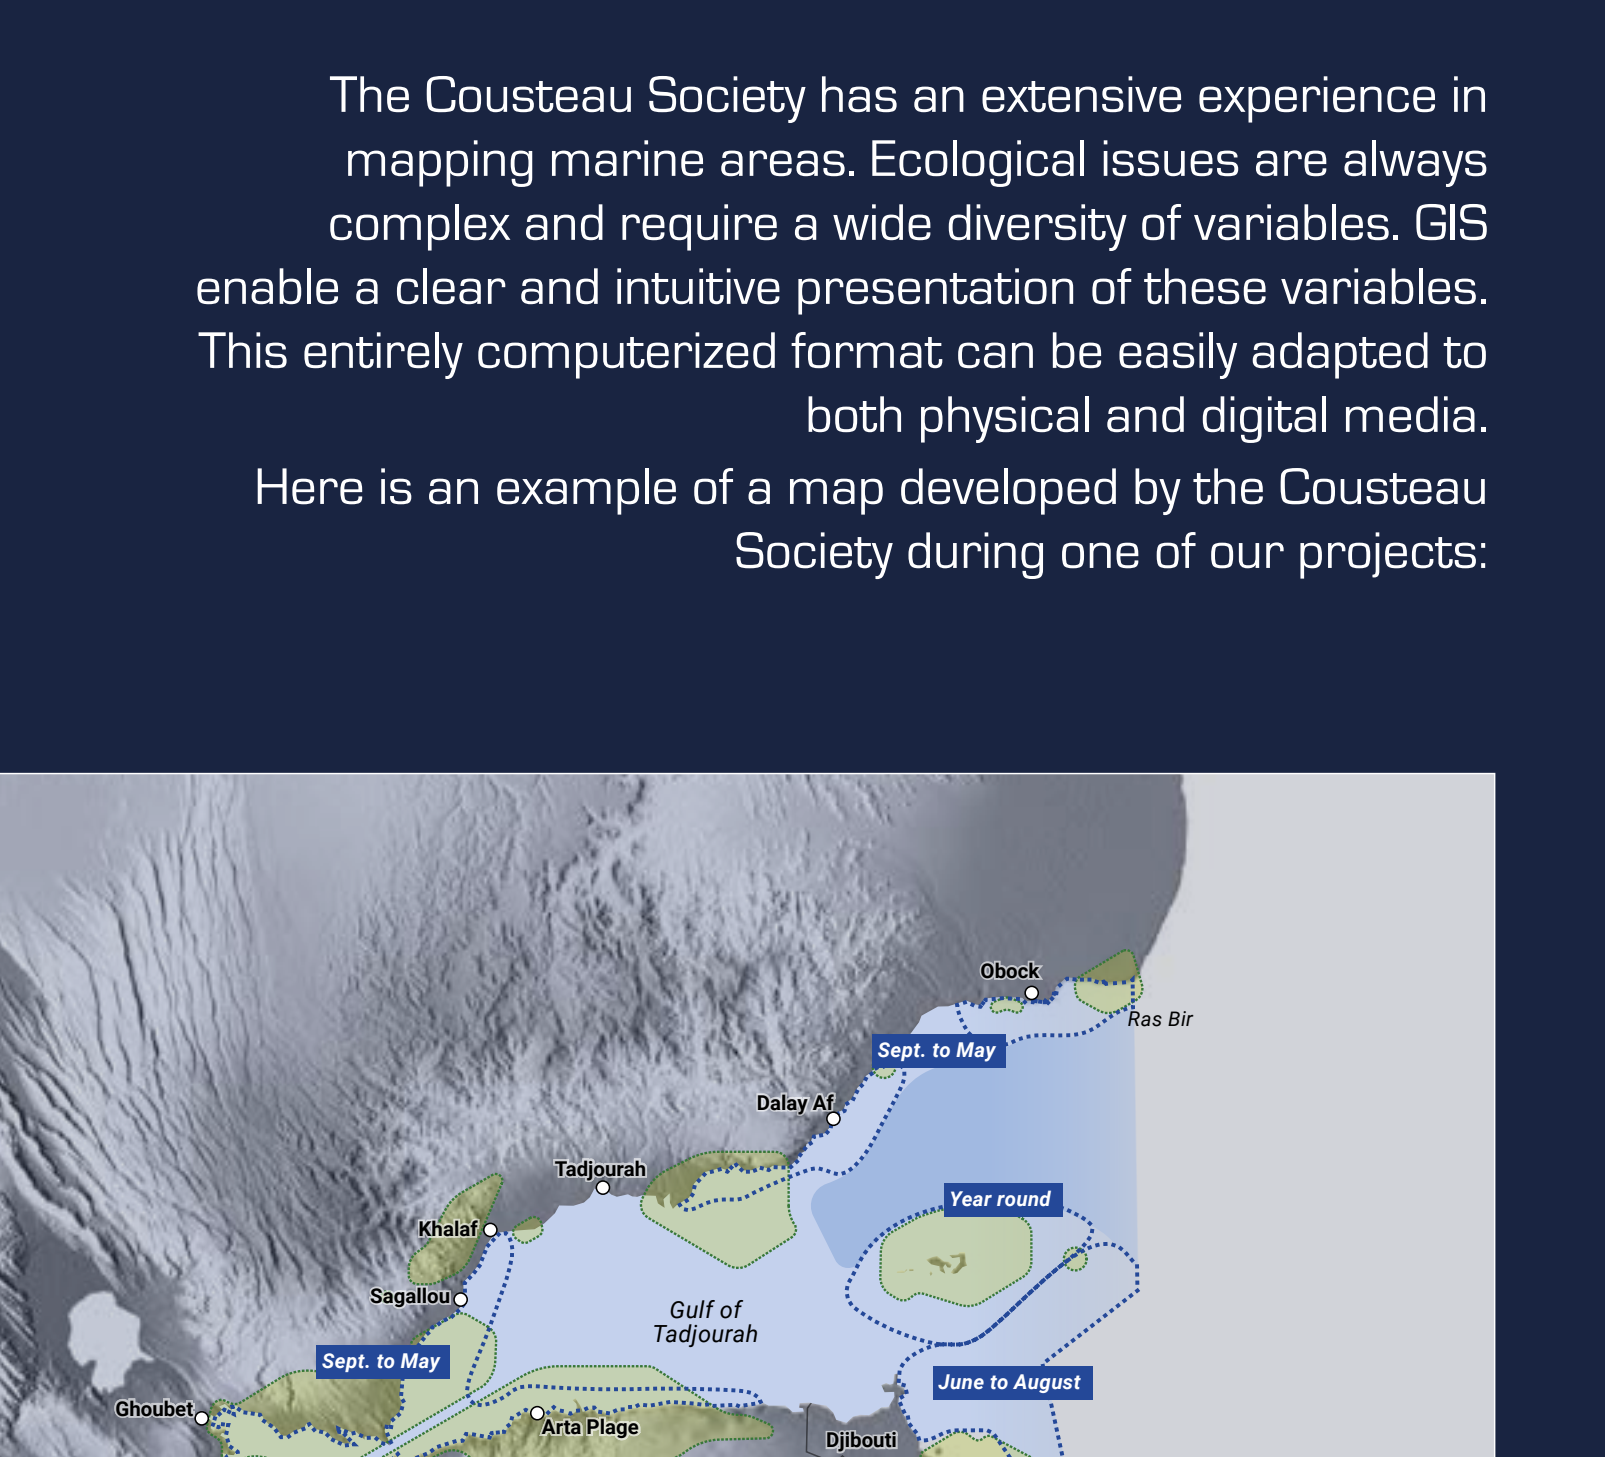 The Cousteau Society has an extensive experience in
mapping marine areas. Ecological issues are always
complex and require a wide diversity of variables. GIS
enable a clear and intuitive presentation of these variables.
This entirely computerized format can be easily adapted to
both physical and digital media.
Here is an example of a map developed by the Cousteau
Society during one of our projects:
Obock
Ras Bir
Sept. to May
Dalay Af
Tadjourah
Year round
Khalaf
Sagallou
Gulf of
Tadjourah
Sept. to May
June to August
Ghoubet
Arta Plage
Djibouti